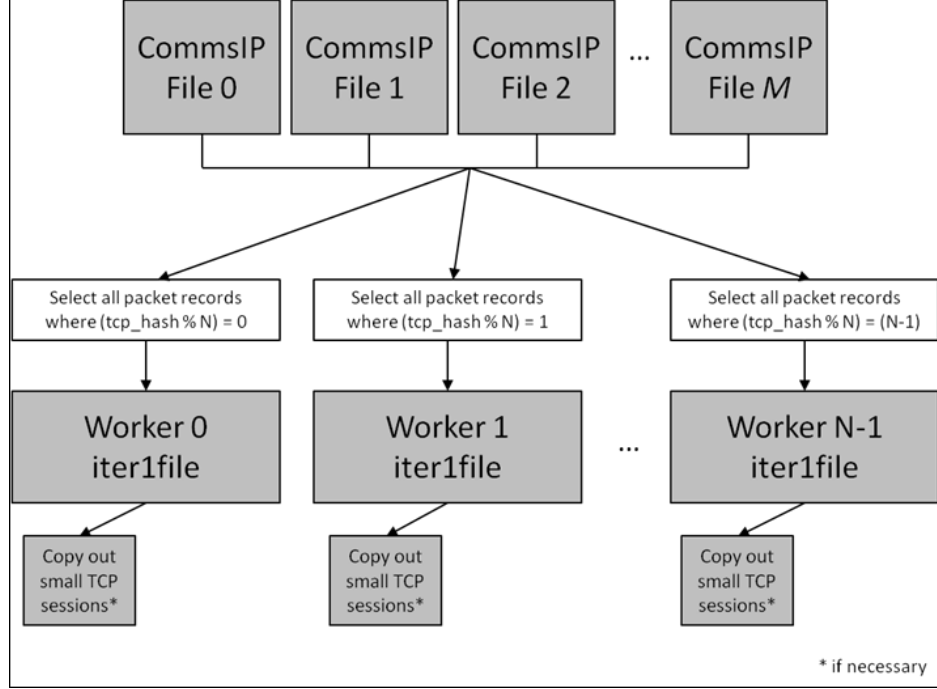 CommsIP
File 0
CommsIP
File 1
CommsIP
File 2
...
CommsIP
File M
Select all packet records
where (tcp_hash % N) = 0
Select all packet records
where (tcp_hash % N) = 1
Select all packet records
where (tcp_hash % N) = (N-1)
Worker 0
iter1file
Worker 1
iter1file
...
Worker N-1
iter1file
Copy out
small TCP
sessions*
Copy out
small TCP
sessions*
Copy out
small TCP
sessions*
* if necessary